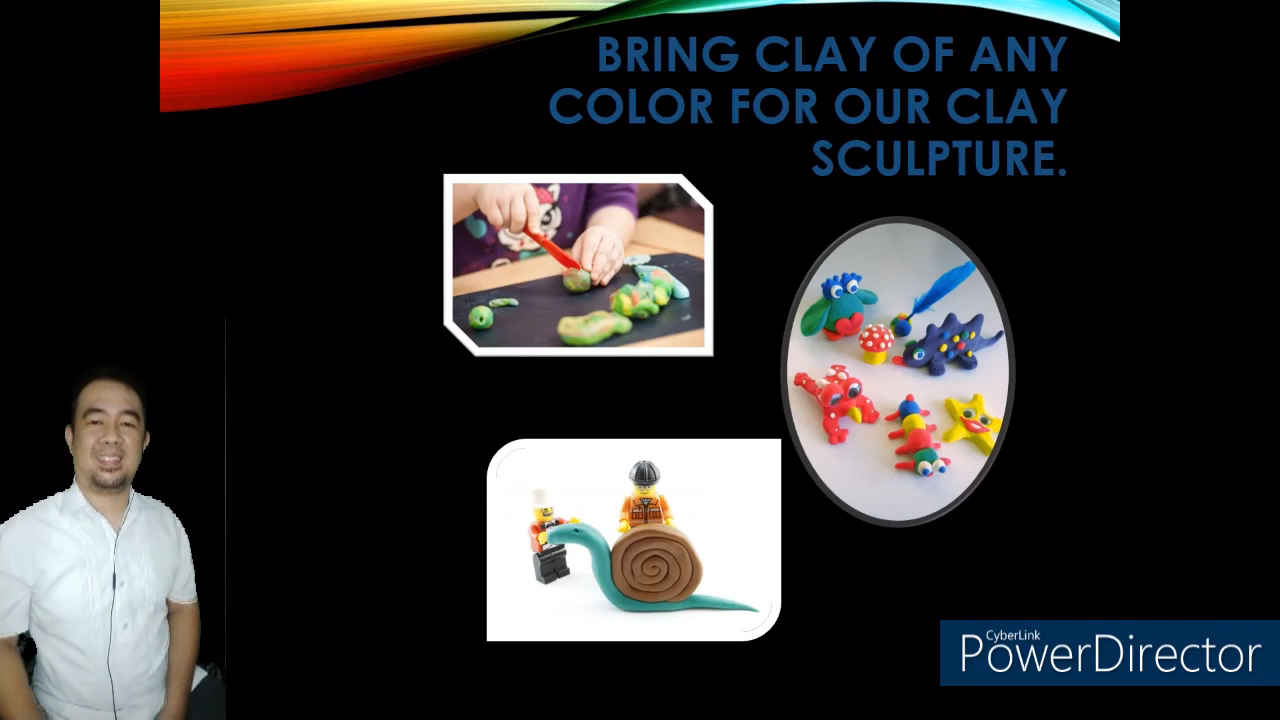 BRING CLAY OF ANY
COLOR FOR OUR CLAY
SCULPTURE.
CyberLink
PowerDirector